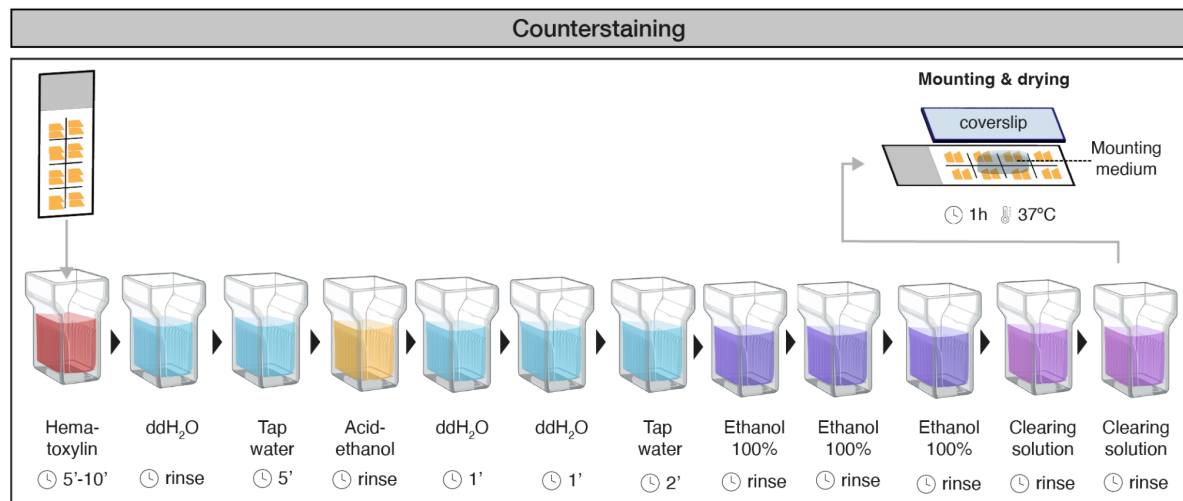 Counterstaining
Mounting & drying
coverslip
Mounting
medium
1h 37ºC
Hema-
toxylin
5'-10'
ddH₂O
rinse
Tap
water
5'
Acid-
ethanol
rinse
ddH₂O
1'
ddH₂O
1'
Tap
water
2'
Ethanol
100%
rinse
Ethanol
100%
rinse
Ethanol
100%
rinse
Clearing
solution
rinse
Clearing
solution
rinse